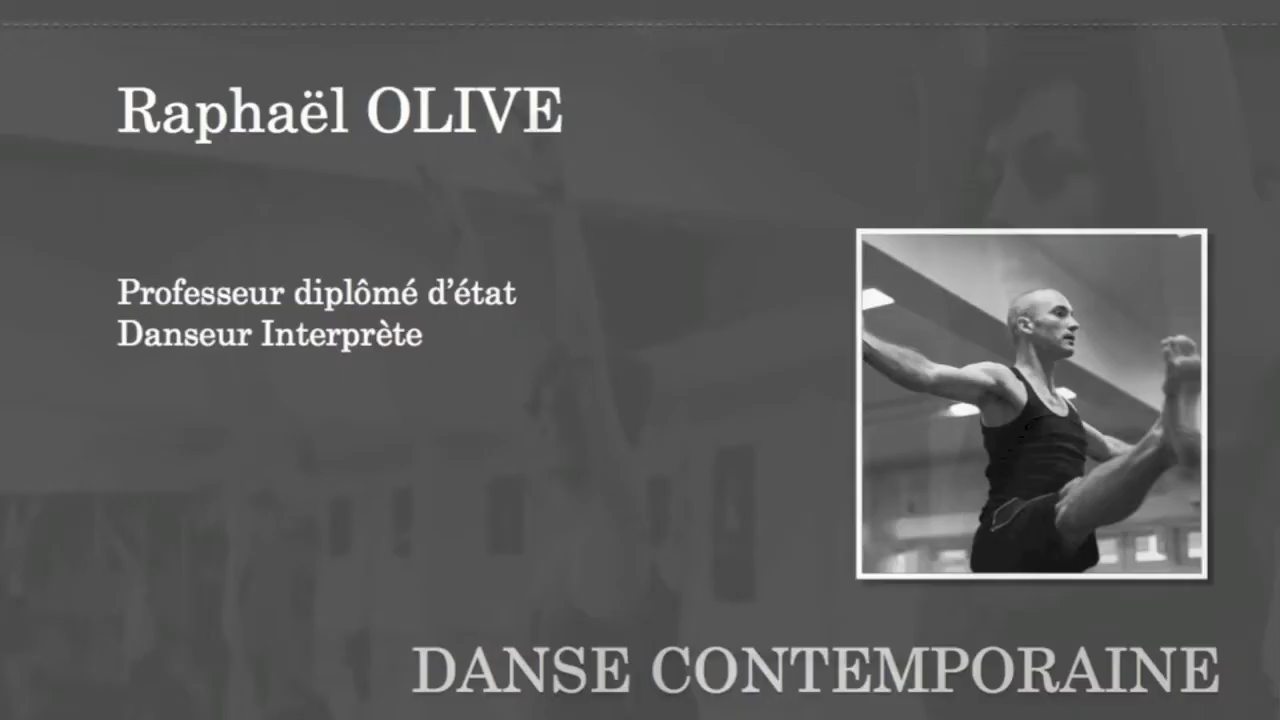 Raphaël OLIVE
Professeur diplômé d’état
Danseur Interprète
DANSE CONTEMPORAINE